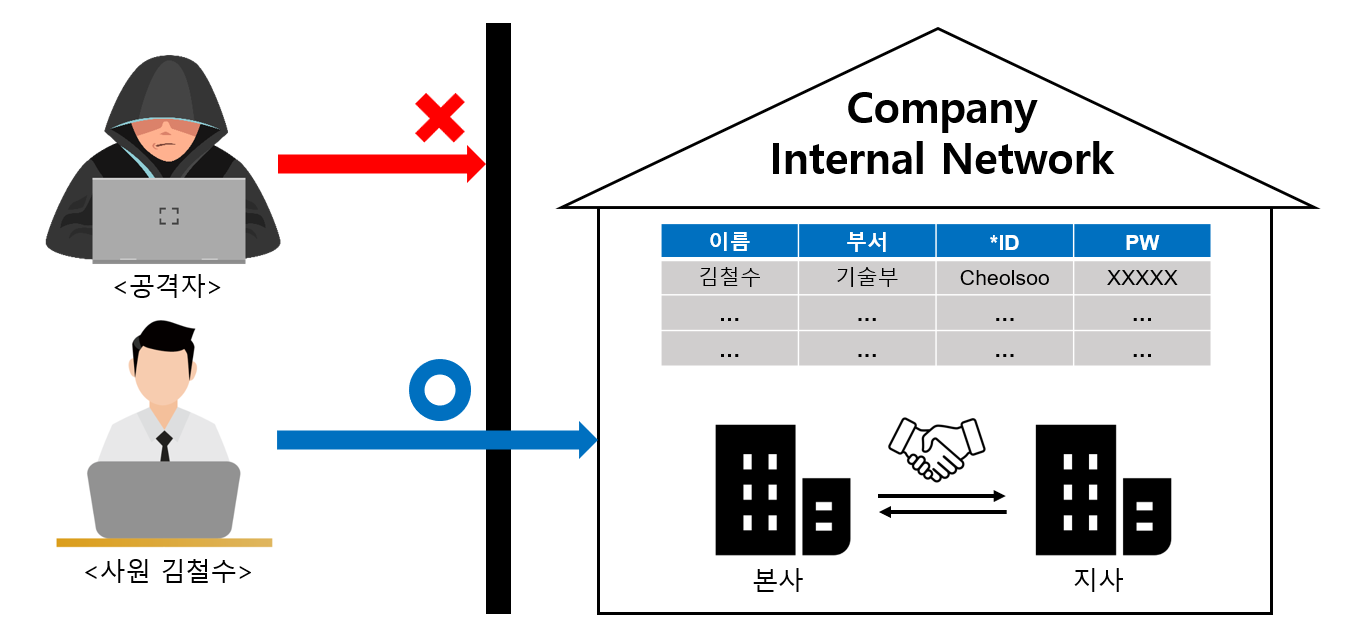 Company
Internal Network
<공격자>
이름 부서 *ID PW
김철수 기술부 Cheolsoo XXXXX
... ... ... ...
... ... ... ...
<사원 김철수>
본사 지사